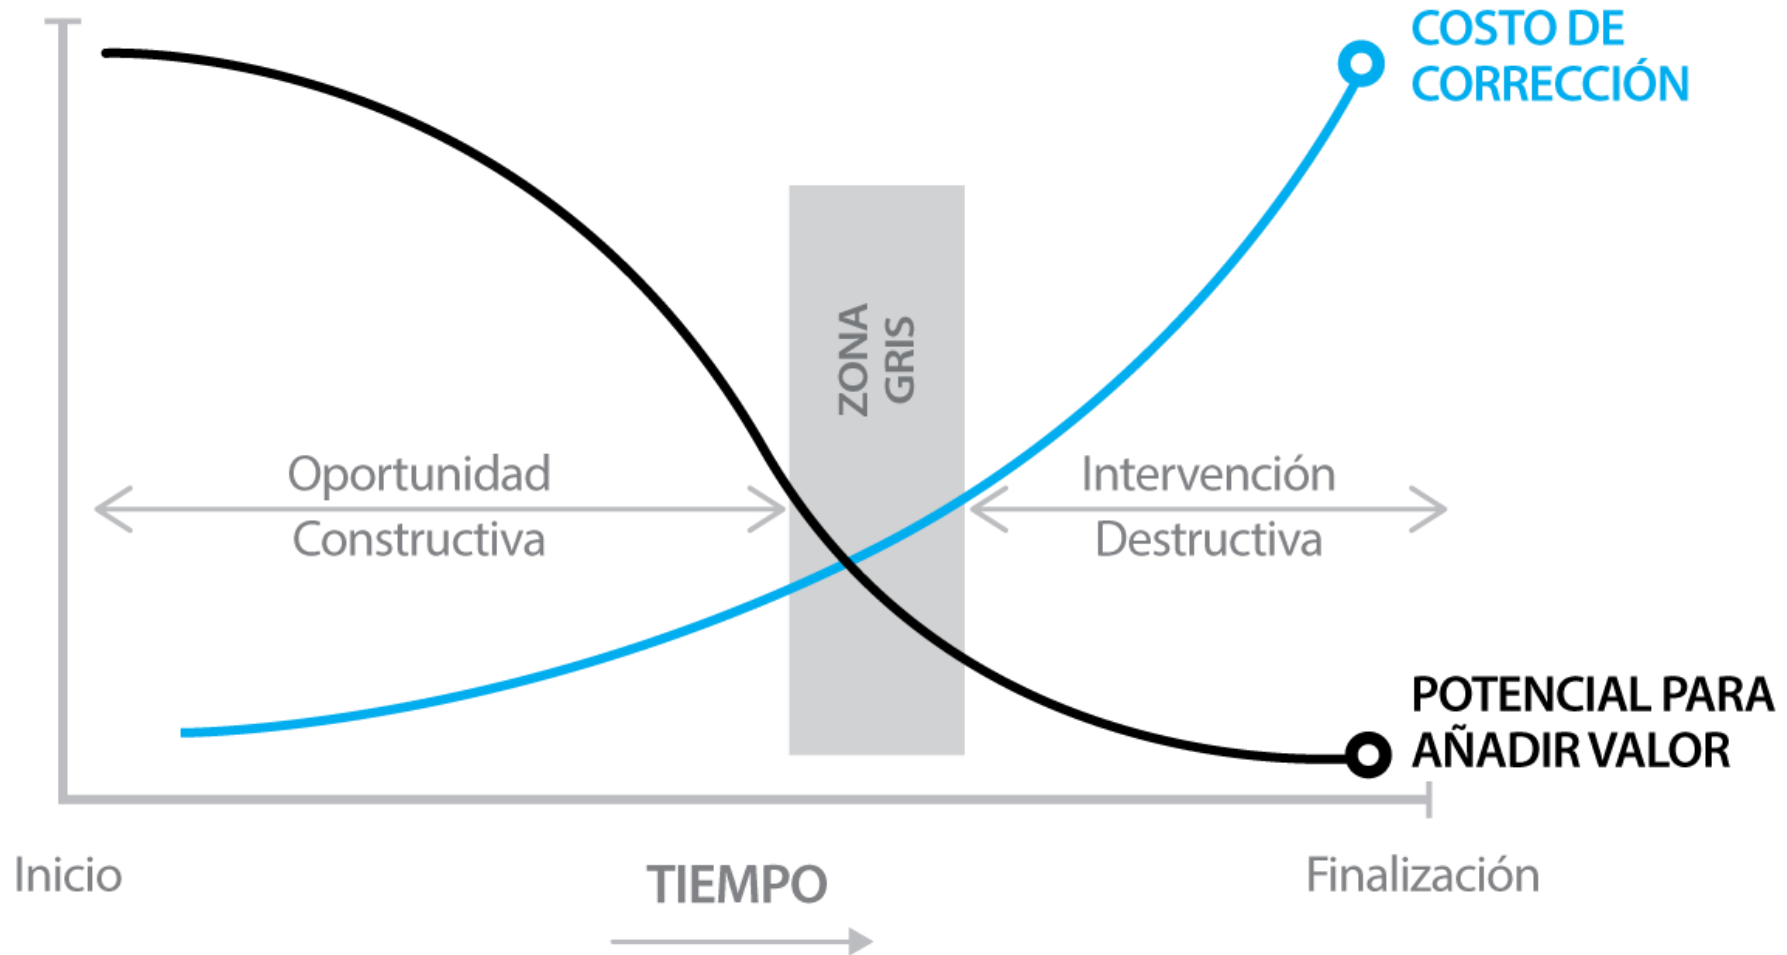 COSTO DE
CORRECCIÓN
ZONA
GRIS
Oportunidad
Constructiva
Intervención
Destructiva
POTENCIAL PARA
AÑADIR VALOR
Inicio
TIEMPO
Finalización